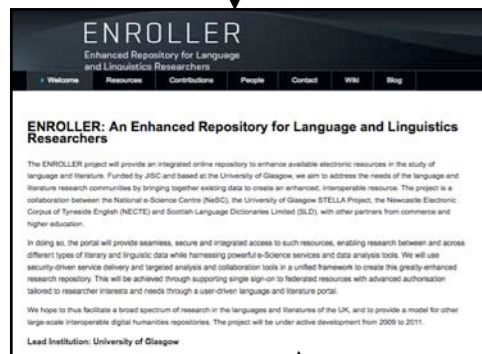 ENROLLER
Enhanced Repository for Language
and Linguistics Researchers
Welcome Resources Contributions People Contact Wiki Blog
ENROLLER: An Enhanced Repository for Language and Linguistics
Researchers
The ENROLLER project will provide an integrated online repository to enhance available electronic resources in the study of
language and literature. Funded by JISC and based at the University of Glasgow, we aim to address the needs of the language and
literature research communities by bringing together existing data to create an enhanced, interoperable resource. The project is a
collaboration between the National e-Science Centre (NeSC), the University of Glasgow STELLA Project, the Newcastle Electronic
Corpus of Tyneside English (NECTE) and Scottish Language Dictionaries Limited (SLD), with other partners from commerce and
higher education.
In doing so, the portal will provide seamless, secure and integrated access to such resources, enabling research between and across
different types of literary and linguistic data while harnessing powerful e-Science services and data analysis tools. We will use
security-driven service delivery and targeted analysis and collaboration tools in a unified framework to create this greatly-enhanced
research repository. This will be achieved through supporting single sign-on to federated resources with advanced authorisation
tailored to researcher interests and needs through a user-driven language and literature portal.
We hope to thus facilitate a broad spectrum of research in the languages and literatures of the UK, and to provide a model for other
large-scale interoperable digital humanities repositories. The project will be under active development from 2009 to 2011.
Lead Institution: University of Glasgow